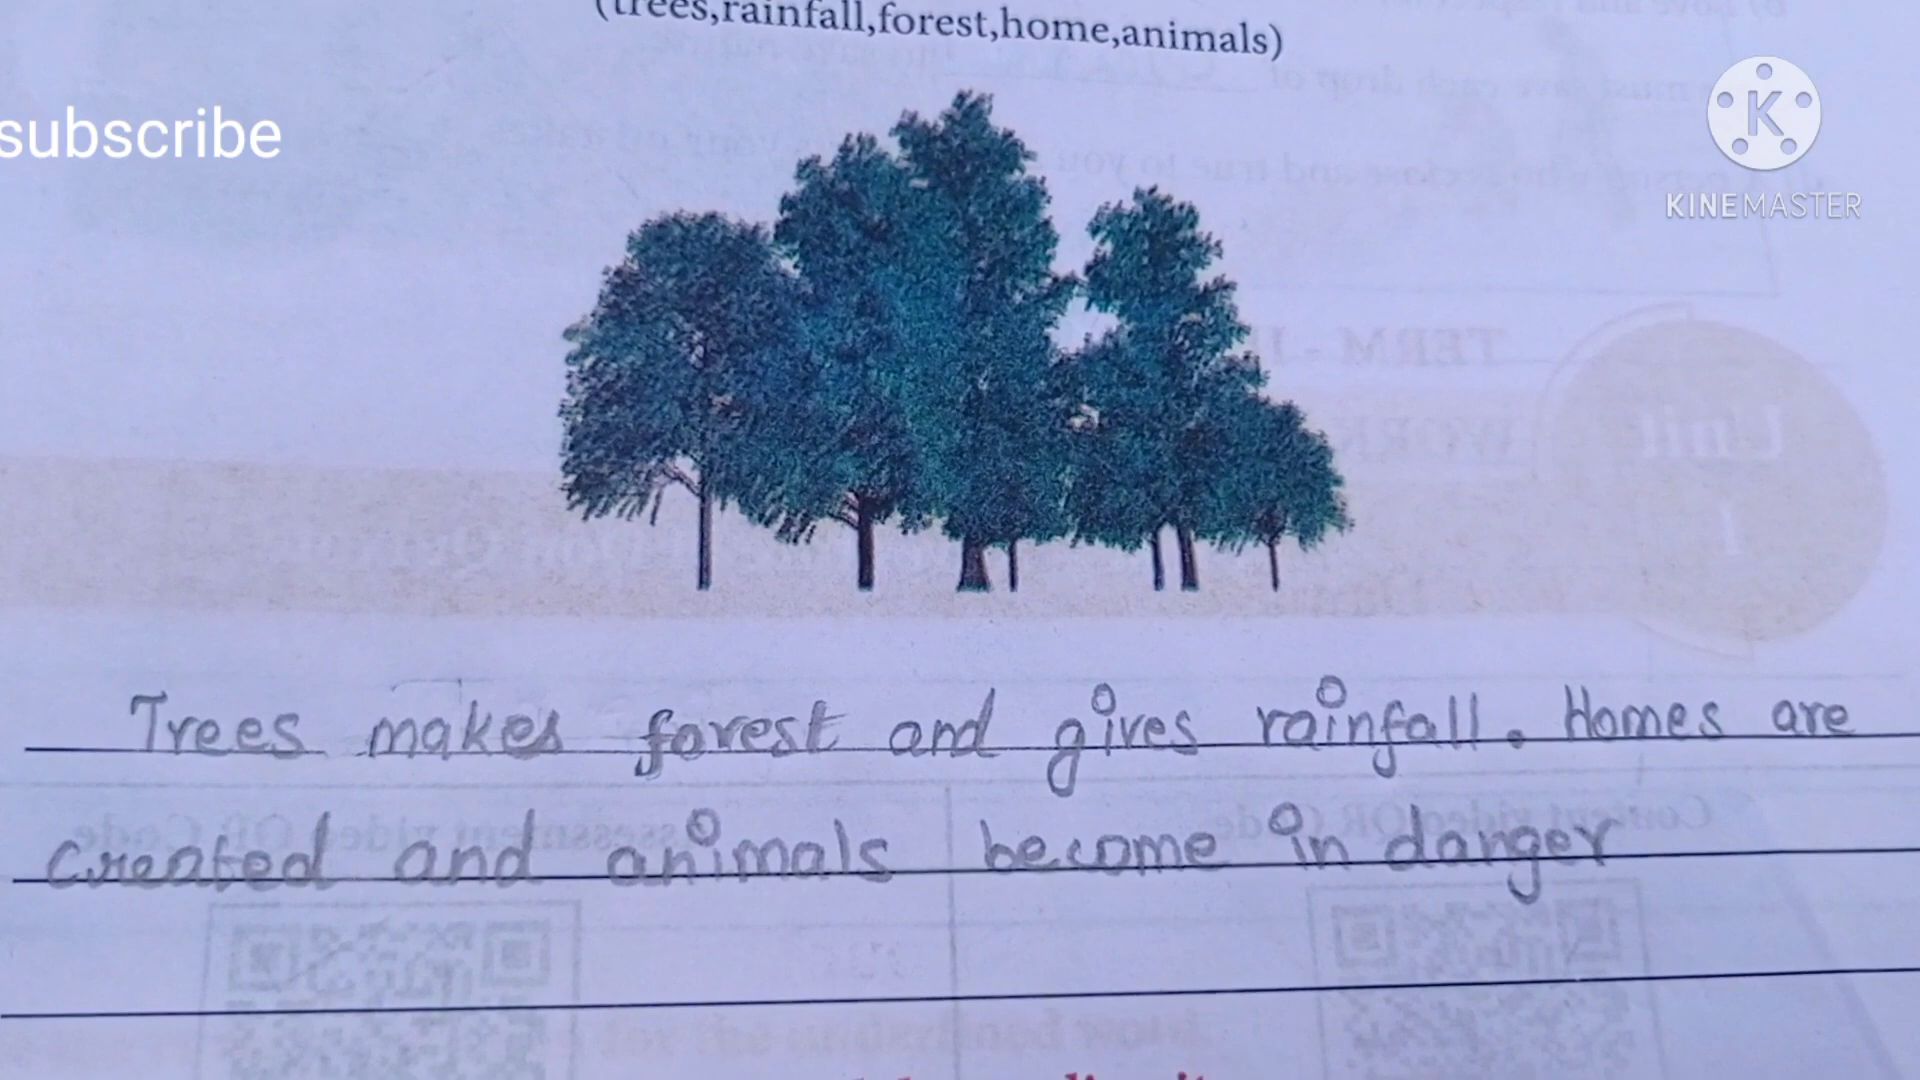 (trees,rainfall,forest,home,animals)
subscribe
KINEMASTER
Trees makes forest and gives rainfall. Homes are
created and animals become in danger